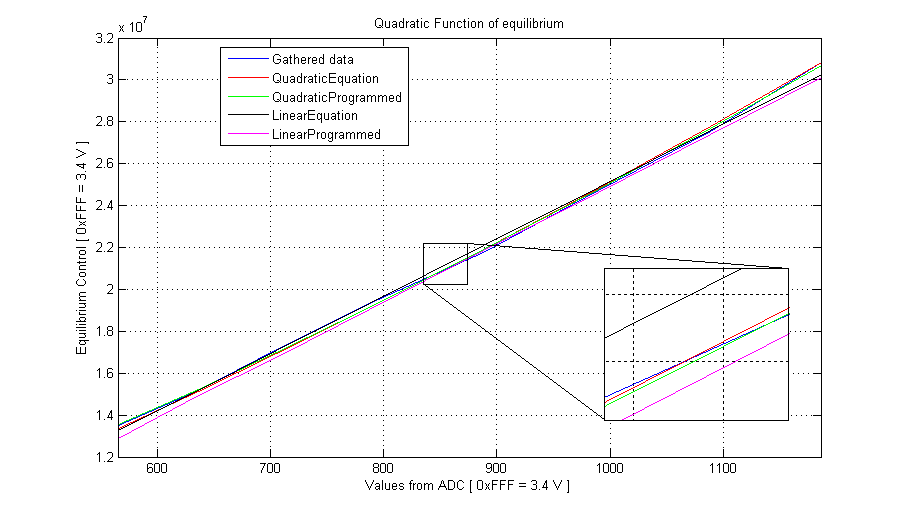 Quadratic Function of equilibrium
x 10^7
3.2
3
2.8
2.6
2.4
2.2
2
1.8
1.6
1.4
1.2
Equilibrium Control [ 0xFFF = 3.4 V ]
Gathered data
QuadraticEquation
QuadraticProgrammed
LinearEquation
LinearProgrammed
600 700 800 900 1000 1100
Values from ADC [ 0xFFF = 3.4 V ]